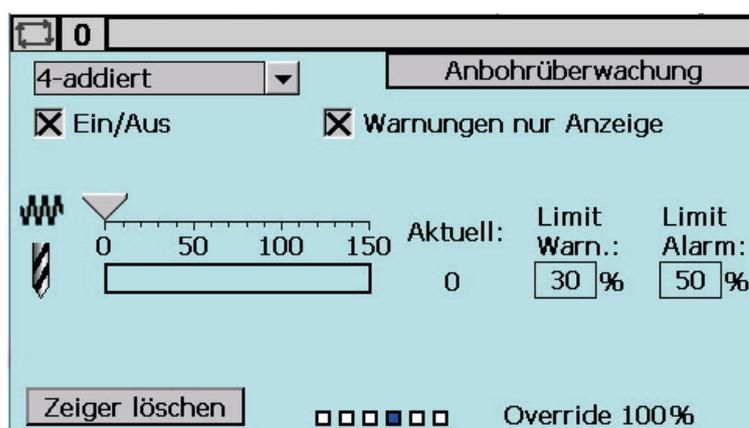 0
4-addiert
Anbohrüberwachung
Ein/Aus
Warnungen nur Anzeige
0 50 100 150
Aktuell:
0
Limit Warn.:
30 %
Limit Alarm:
50 %
Zeiger löschen
Override 100%